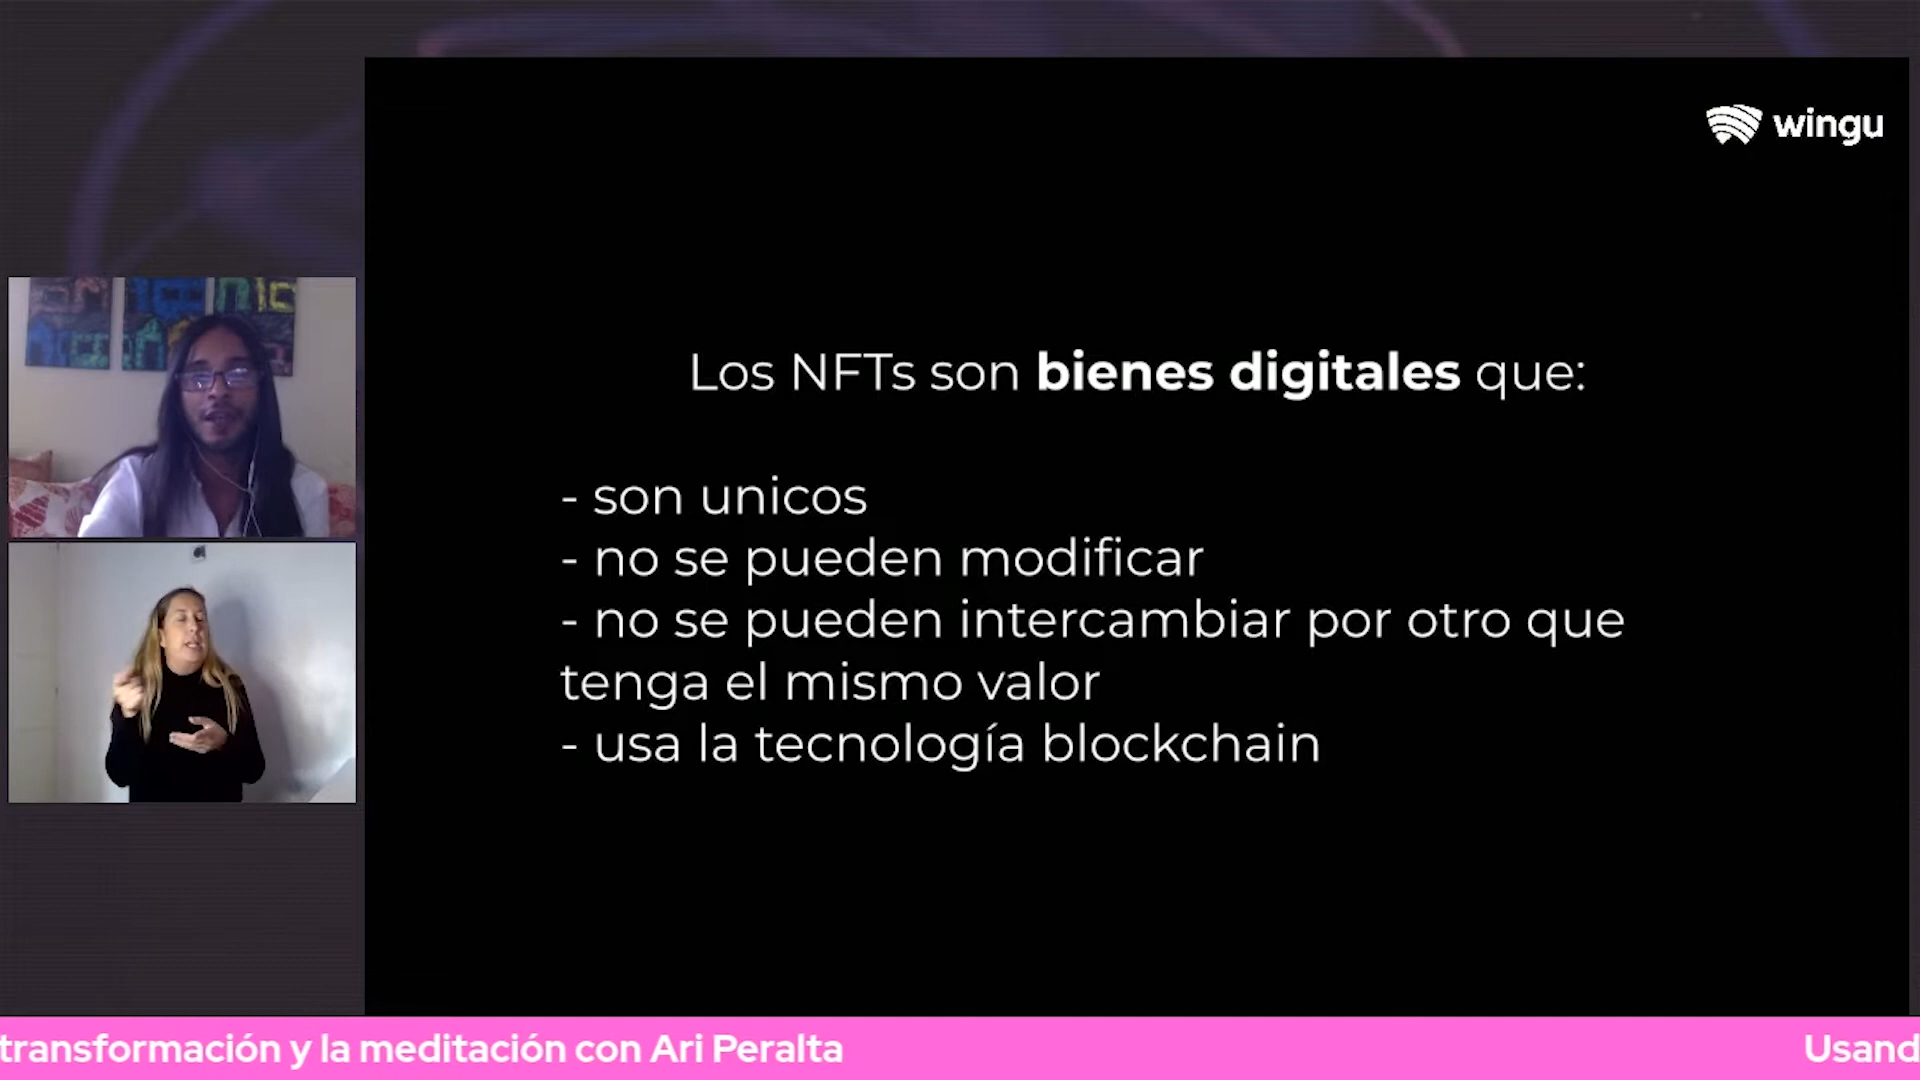 wingu
Los NFTs son bienes digitales que:
- son unicos
- no se pueden modificar
- no se pueden intercambiar por otro que
tenga el mismo valor
- usa la tecnología blockchain
transformación y la meditación con Ari Peralta
Usand